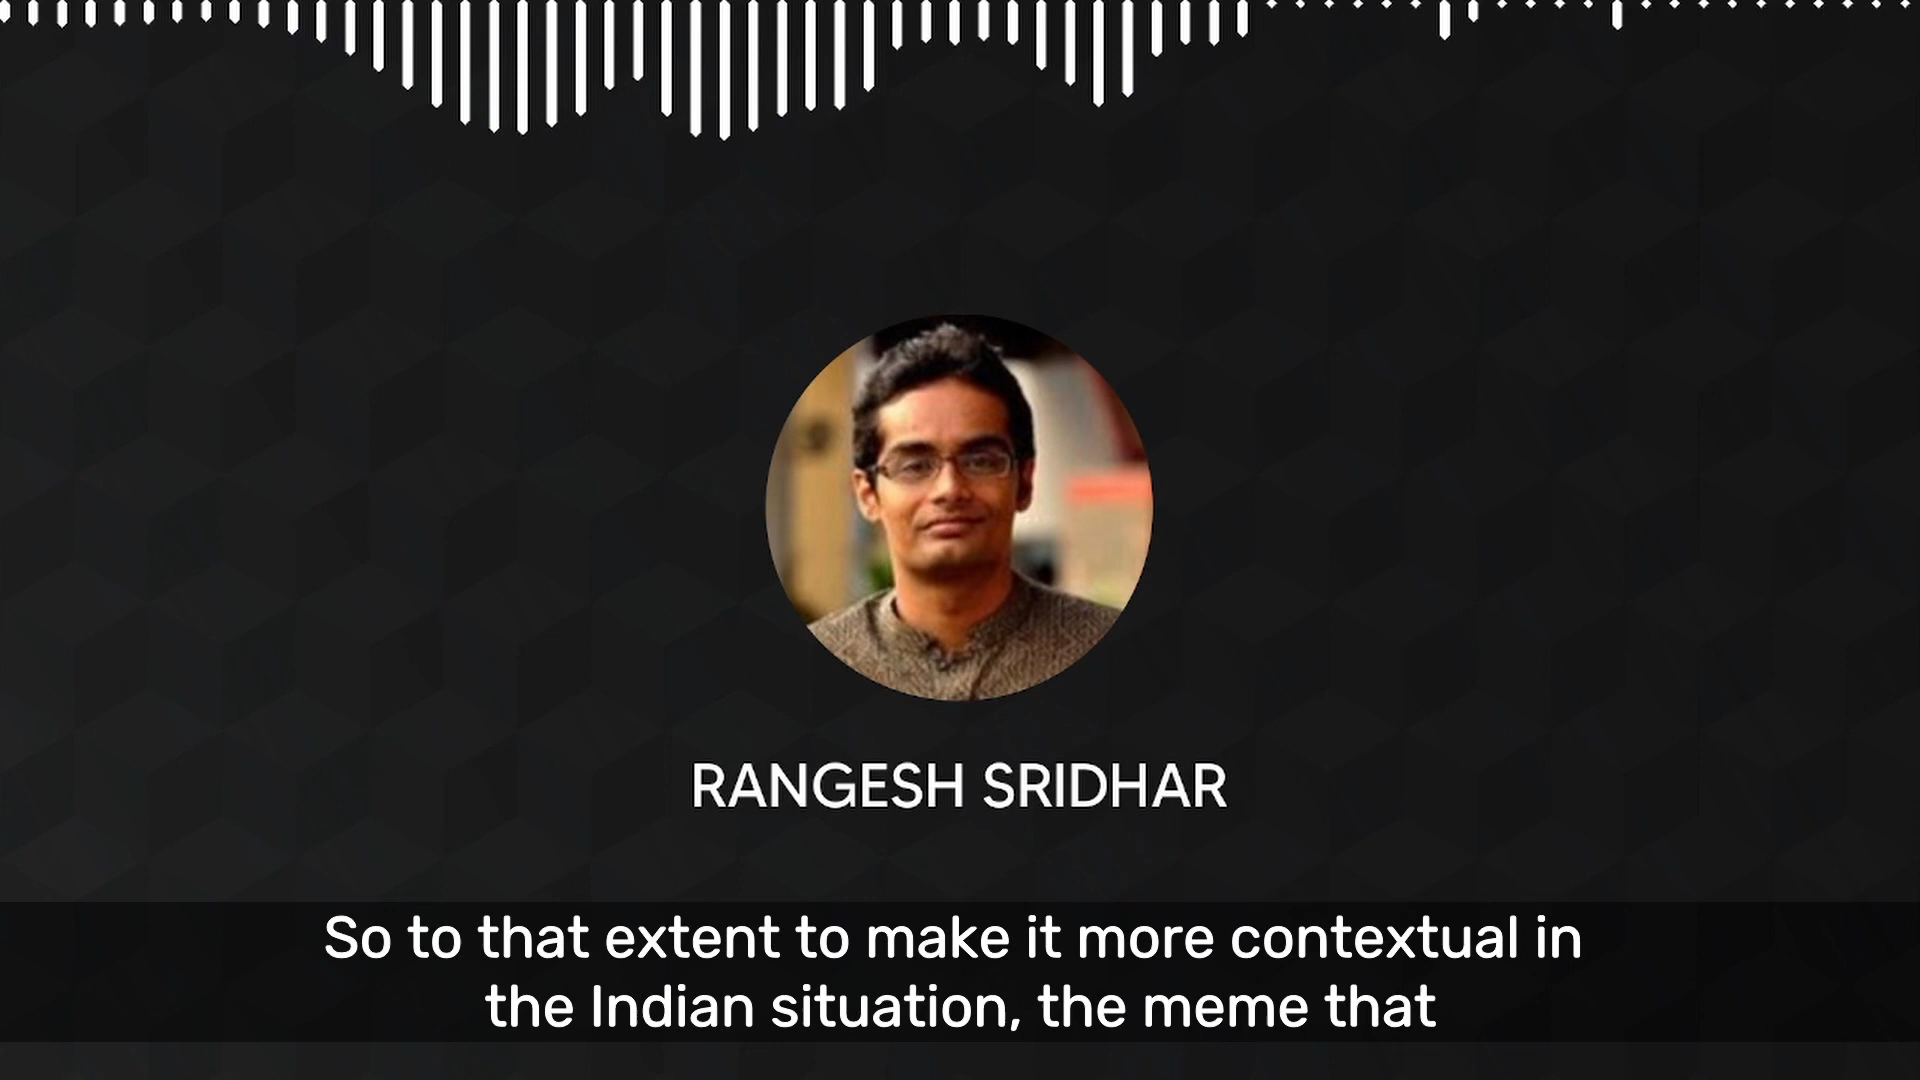 RANGESH SRIDHAR
So to that extent to make it more contextual in
the Indian situation, the meme that